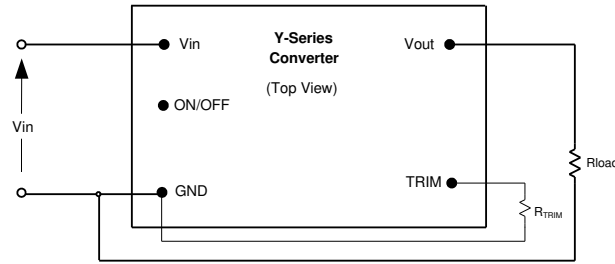 Y-Series
Converter
(Top View)
Vin
Vout
ON/OFF
Vin
GND
TRIM
Rload
RTRIM